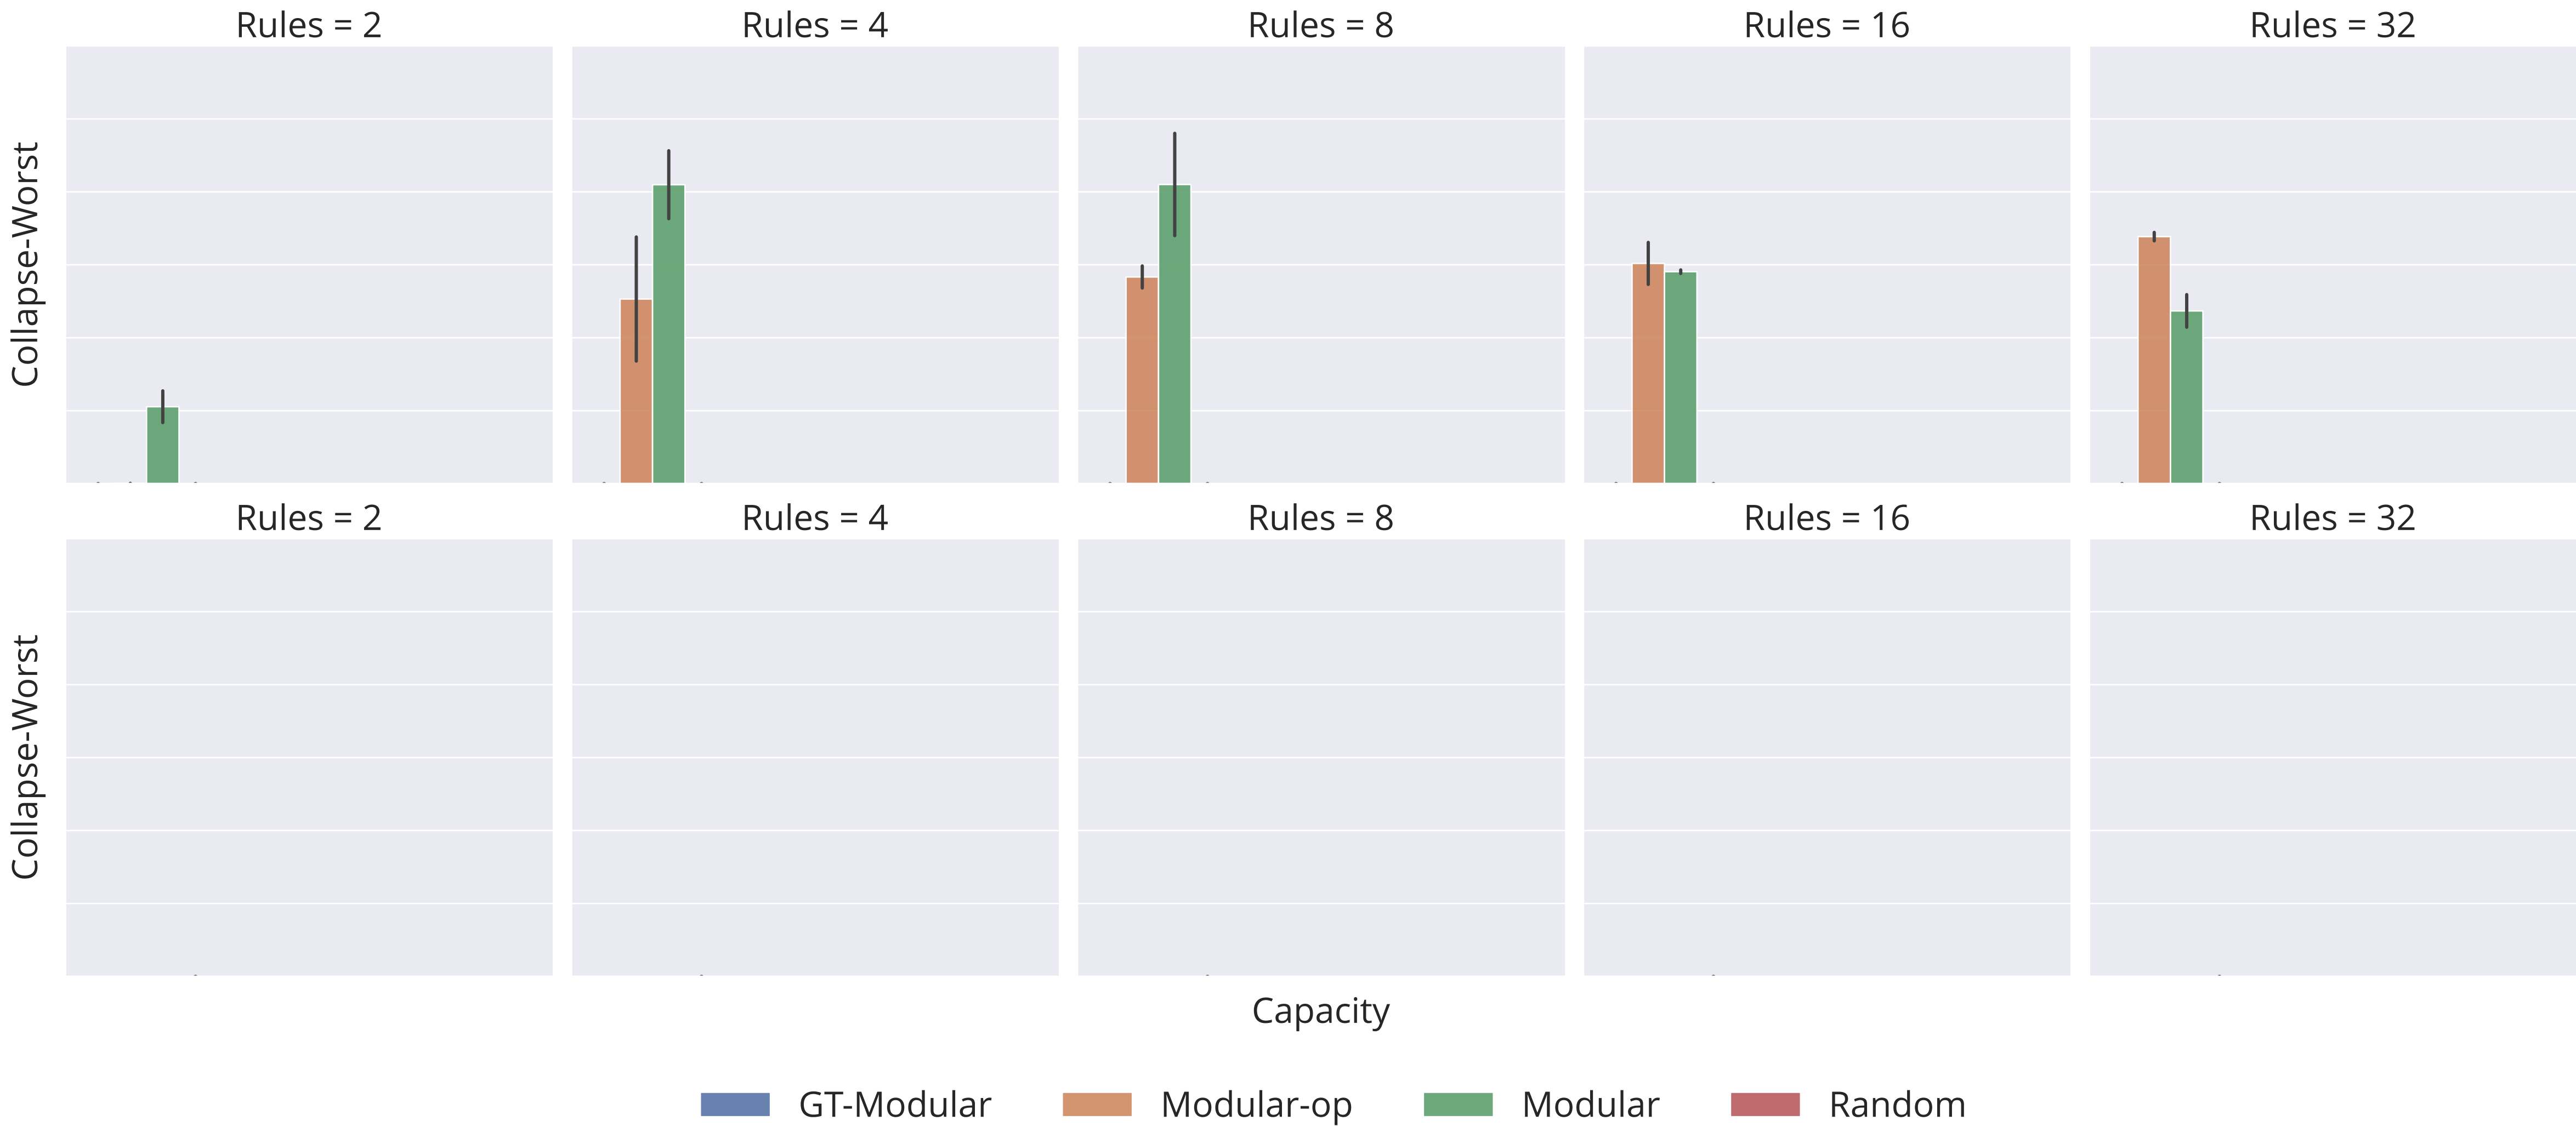 Rules = 2 Rules = 4 Rules = 8 Rules = 16 Rules = 32
Collapse-Worst
Rules = 2 Rules = 4 Rules = 8 Rules = 16 Rules = 32
Collapse-Worst
Capacity
GT-Modular Modular-op Modular Random